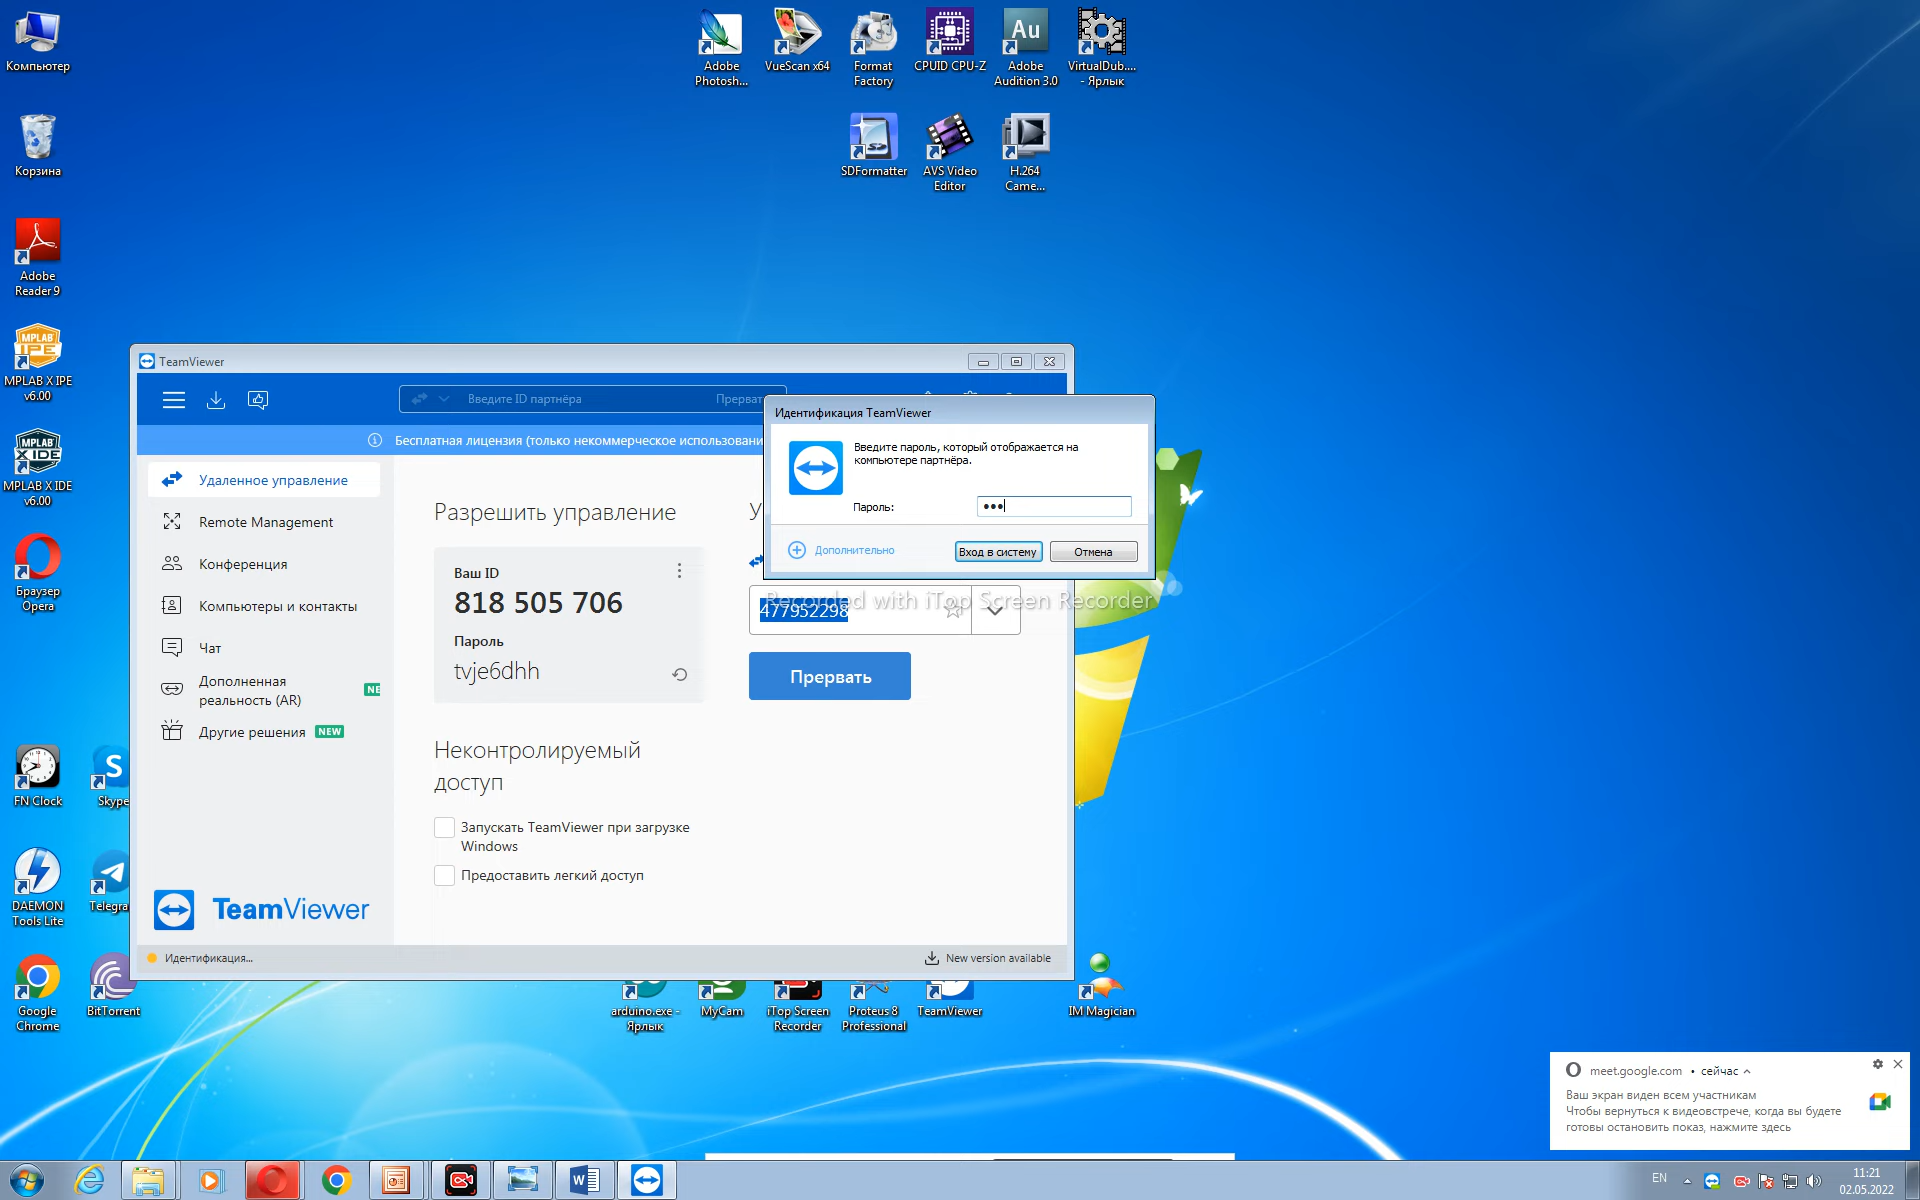 Компьютер
Adobe
Photosh...
VueScan x64
Format
Factory
CPUID CPU-Z
Au
Adobe
Audition 3.0
VirtualDub....
- Ярлык
Корзина
SD
SDFormatter
AVS Video
Editor
H.264
Came...
Adobe
Reader 9
MPLAB
IPE
MPLAB X IPE
v6.00
MPLAB
X IDE
MPLAB X IDE
v6.00
Браузер
Opera
FN Clock
Skype
DAEMON
Tools Lite
Telegra
Google
Chrome
BitTorrent
TeamViewer
Введите ID партнёра
Прерват
Бесплатная лицензия (только некоммерческое использовани
Удаленное управление
Remote Management
Конференция
Компьютеры и контакты
Чат
Дополненная
реальность (AR)
NE
Другие решения NEW
TeamViewer
Разрешить управление
Ваш ID
818 505 706
Пароль
tvje6dhh
Неконтролируемый
доступ
Запускать TeamViewer при загрузке
Windows
Предоставить легкий доступ
У
477952298
Прервать
Идентификация...
New version available
Идентификация TeamViewer
Введите пароль, который отображается на
компьютере партнёра.
Пароль:
Дополнительно
Вход в систему
Отмена
Recorded with iTop Screen Recorder
arduino.exe -
Ярлык
MyCam
iTop Screen
Recorder
Proteus 8
Professional
TeamViewer
IM Magician
meet.google.com • сейчас
Ваш экран виден всем участникам
Чтобы вернуться к видеовстрече, когда вы будете
готовы остановить показ, нажмите здесь
EN
11:21
02.05.2022